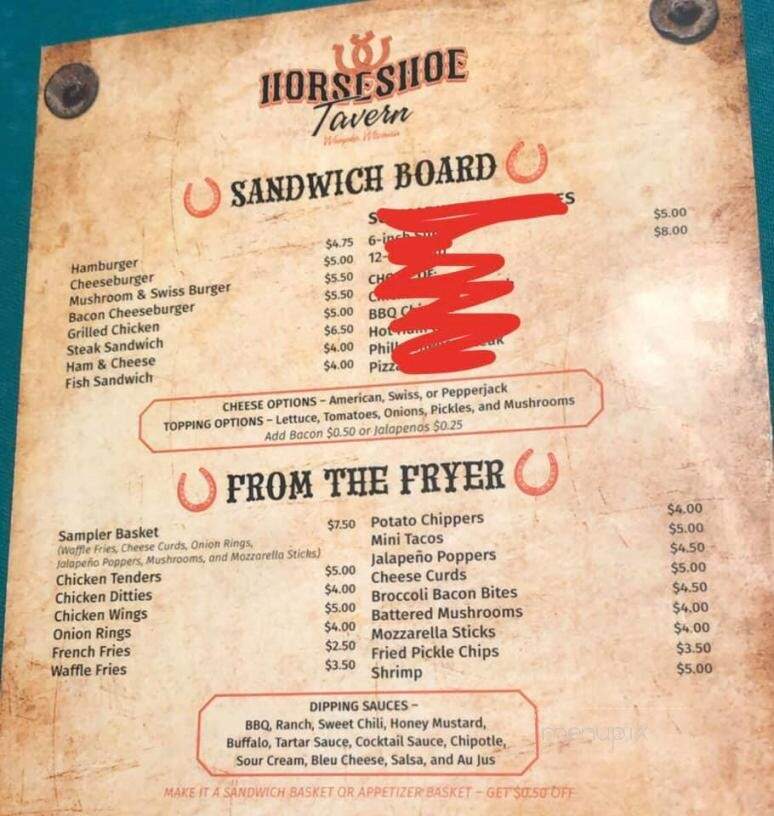 HORSESHOE
Tavern
SANDWICH BOARD
Hamburger $4.75
Cheeseburger $5.00
Mushroom & Swiss Burger $5.50
Bacon Cheeseburger $5.50
Grilled Chicken $5.00
Steak Sandwich $6.50
Ham & Cheese $4.00
Fish Sandwich $4.00
6-inch $5.00
$8.00
BBQ
Hot
CHEESE OPTIONS – American, Swiss, or Pepperjack
TOPPING OPTIONS – Lettuce, Tomatoes, Onions, Pickles, and Mushrooms
Add Bacon $0.50 or Jalapenos $0.25
FROM THE FRYER
Sampler Basket $7.50
(Waffle Fries, Cheese Curds, Onion Rings,
Jalapeño Poppers, Mushrooms, and Mozzarella Sticks)
Chicken Tenders $5.00
Chicken Ditties $4.00
Chicken Wings $5.00
Onion Rings $4.00
French Fries $2.50
Waffle Fries $3.50
Potato Chippers $4.00
Mini Tacos $5.00
Jalapeño Poppers $4.50
Cheese Curds $5.00
Broccoli Bacon Bites $4.50
Battered Mushrooms $4.00
Mozzarella Sticks $4.00
Fried Pickle Chips $3.50
Shrimp $5.00
DIPPING SAUCES –
BBQ, Ranch, Sweet Chili, Honey Mustard,
Buffalo, Tartar Sauce, Cocktail Sauce, Chipotle,
Sour Cream, Bleu Cheese, Salsa, and Au Jus
MAKE IT A SANDWICH BASKET OR APPETIZER BASKET – GET $0.50 OFF
menupix